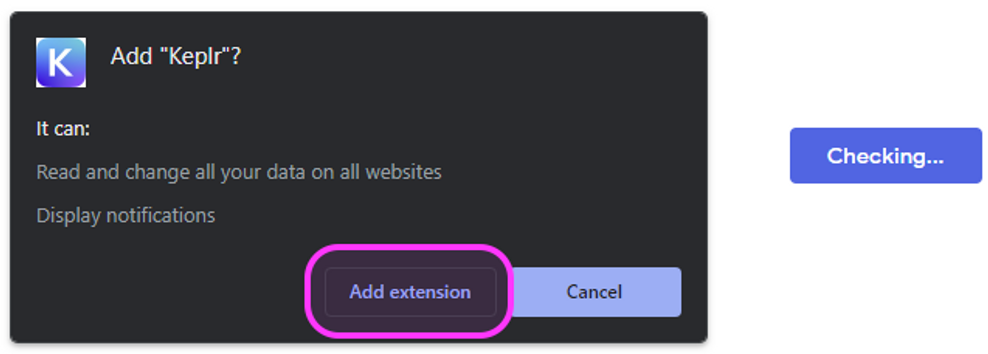 K
Add "Keplr"?
It can:
Read and change all your data on all websites
Display notifications
Add extension
Cancel
Checking...